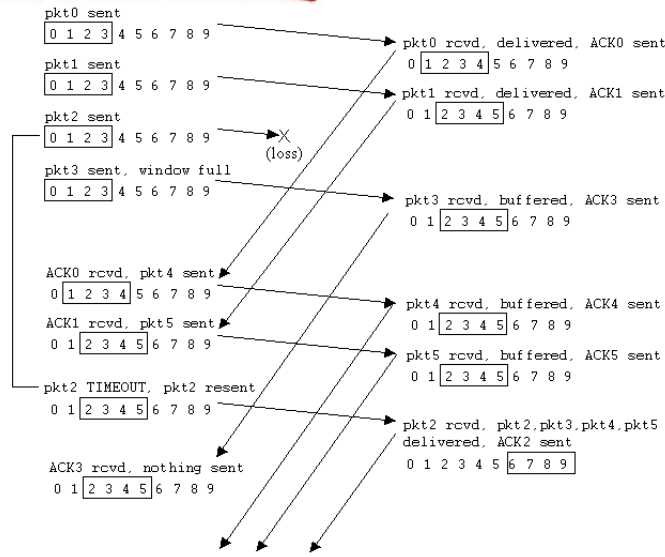 pkt0 sent
0 1 2 3 4 5 6 7 8 9
pkt0 rcvd, delivered, ACK0 sent
0 1 2 3 4 5 6 7 8 9
pkt1 sent
0 1 2 3 4 5 6 7 8 9
pkt1 rcvd, delivered, ACK1 sent
0 1 2 3 4 5 6 7 8 9
pkt2 sent
0 1 2 3 4 5 6 7 8 9
X
(loss)
pkt3 sent, window full
0 1 2 3 4 5 6 7 8 9
pkt3 rcvd, buffered, ACK3 sent
0 1 2 3 4 5 6 7 8 9
ACK0 rcvd, pkt4 sent
0 1 2 3 4 5 6 7 8 9
pkt4 rcvd, buffered, ACK4 sent
0 1 2 3 4 5 6 7 8 9
ACK1 rcvd, pkt5 sent
0 1 2 3 4 5 6 7 8 9
pkt5 rcvd, buffered, ACK5 sent
0 1 2 3 4 5 6 7 8 9
pkt2 TIMEOUT, pkt2 resent
0 1 2 3 4 5 6 7 8 9
pkt2 rcvd, pkt2,pkt3,pkt4,pkt5
delivered, ACK2 sent
0 1 2 3 4 5 6 7 8 9
ACK3 rcvd, nothing sent
0 1 2 3 4 5 6 7 8 9